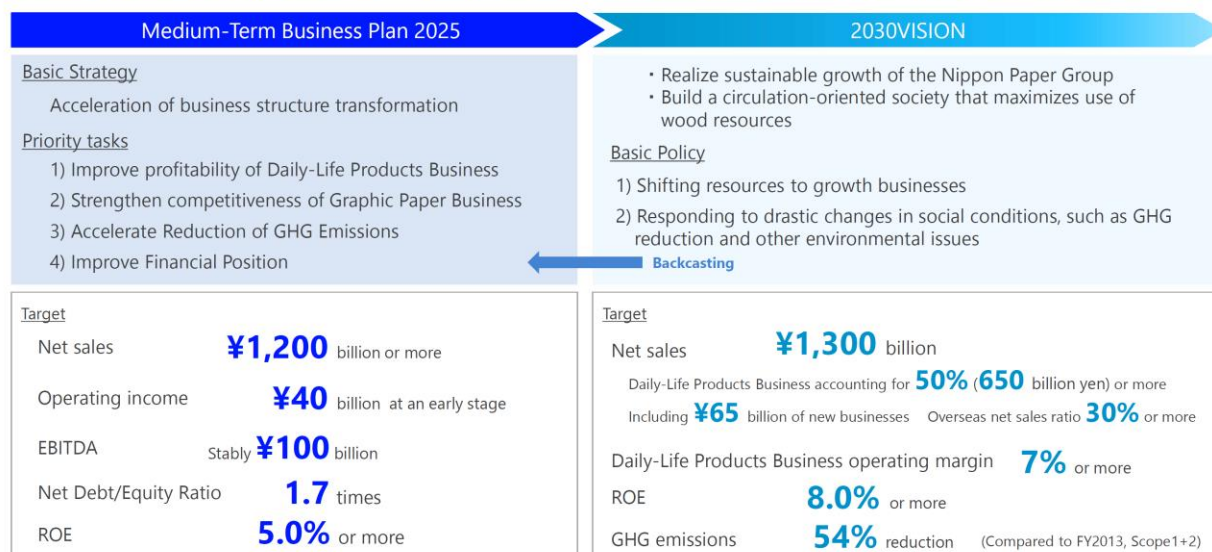 Medium-Term Business Plan 2025
Basic Strategy
Acceleration of business structure transformation
Priority tasks
1) Improve profitability of Daily-Life Products Business
2) Strengthen competitiveness of Graphic Paper Business
3) Accelerate Reduction of GHG Emissions
4) Improve Financial Position
2030VISION
・Realize sustainable growth of the Nippon Paper Group
・Build a circulation-oriented society that maximizes use of
wood resources
Basic Policy
1) Shifting resources to growth businesses
2) Responding to drastic changes in social conditions, such as GHG
reduction and other environmental issues
Backcasting
Target
Net sales ¥1,200 billion or more
Operating income ¥40 billion at an early stage
EBITDA Stably ¥100 billion
Net Debt/Equity Ratio 1.7 times
ROE 5.0% or more
Target
Net sales ¥1,300 billion
Daily-Life Products Business accounting for 50% (650 billion yen) or more
Including ¥65 billion of new businesses Overseas net sales ratio 30% or more
Daily-Life Products Business operating margin 7% or more
ROE 8.0% or more
GHG emissions 54% reduction (Compared to FY2013, Scope1+2)